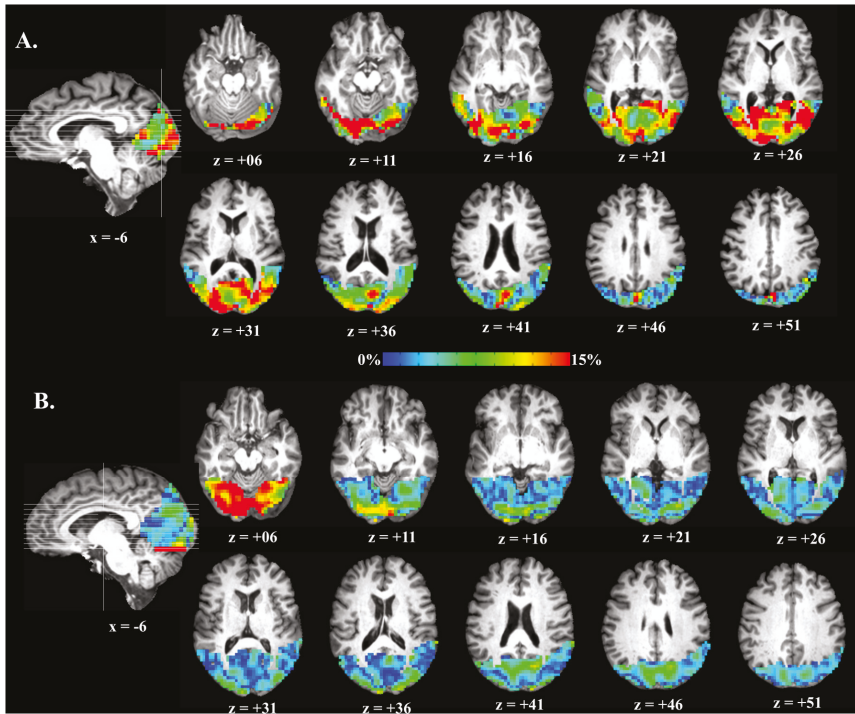 A.
z = +06 z = +11 z = +16 z = +21 z = +26
x = -6
z = +31 z = +36 z = +41 z = +46 z = +51
0% 15%
B.
z = +06 z = +11 z = +16 z = +21 z = +26
x = -6
z = +31 z = +36 z = +41 z = +46 z = +51